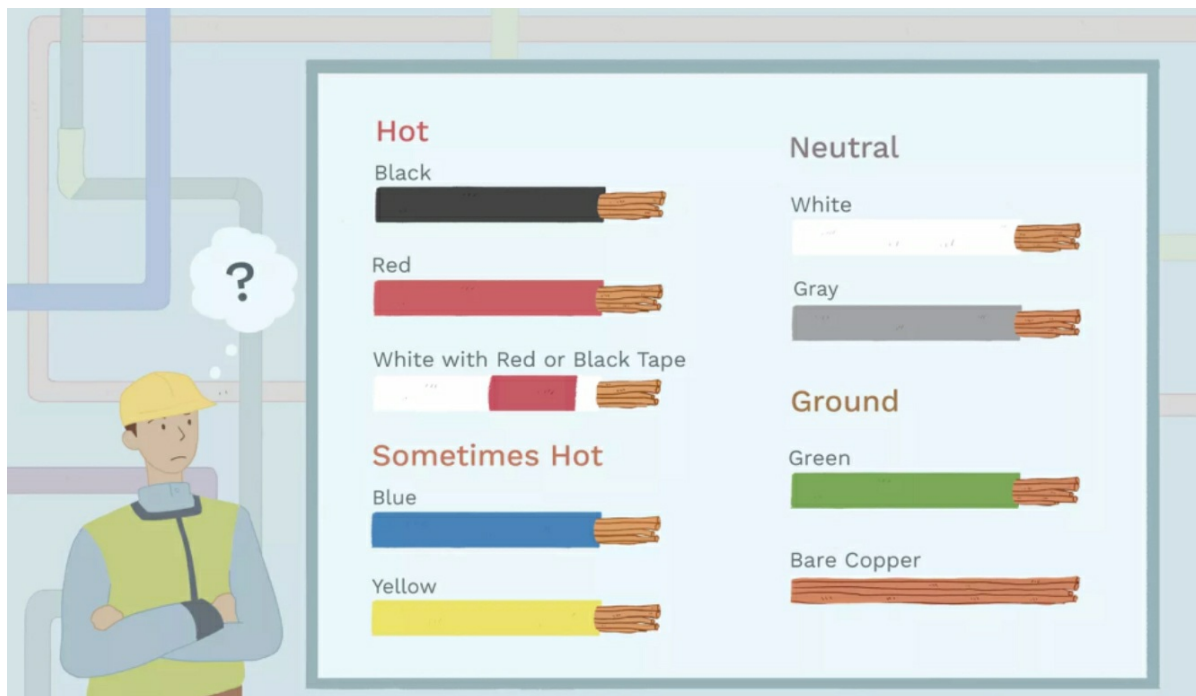 ?
Hot
Black
Red
White with Red or Black Tape
Sometimes Hot
Blue
Yellow
Neutral
White
Gray
Ground
Green
Bare Copper